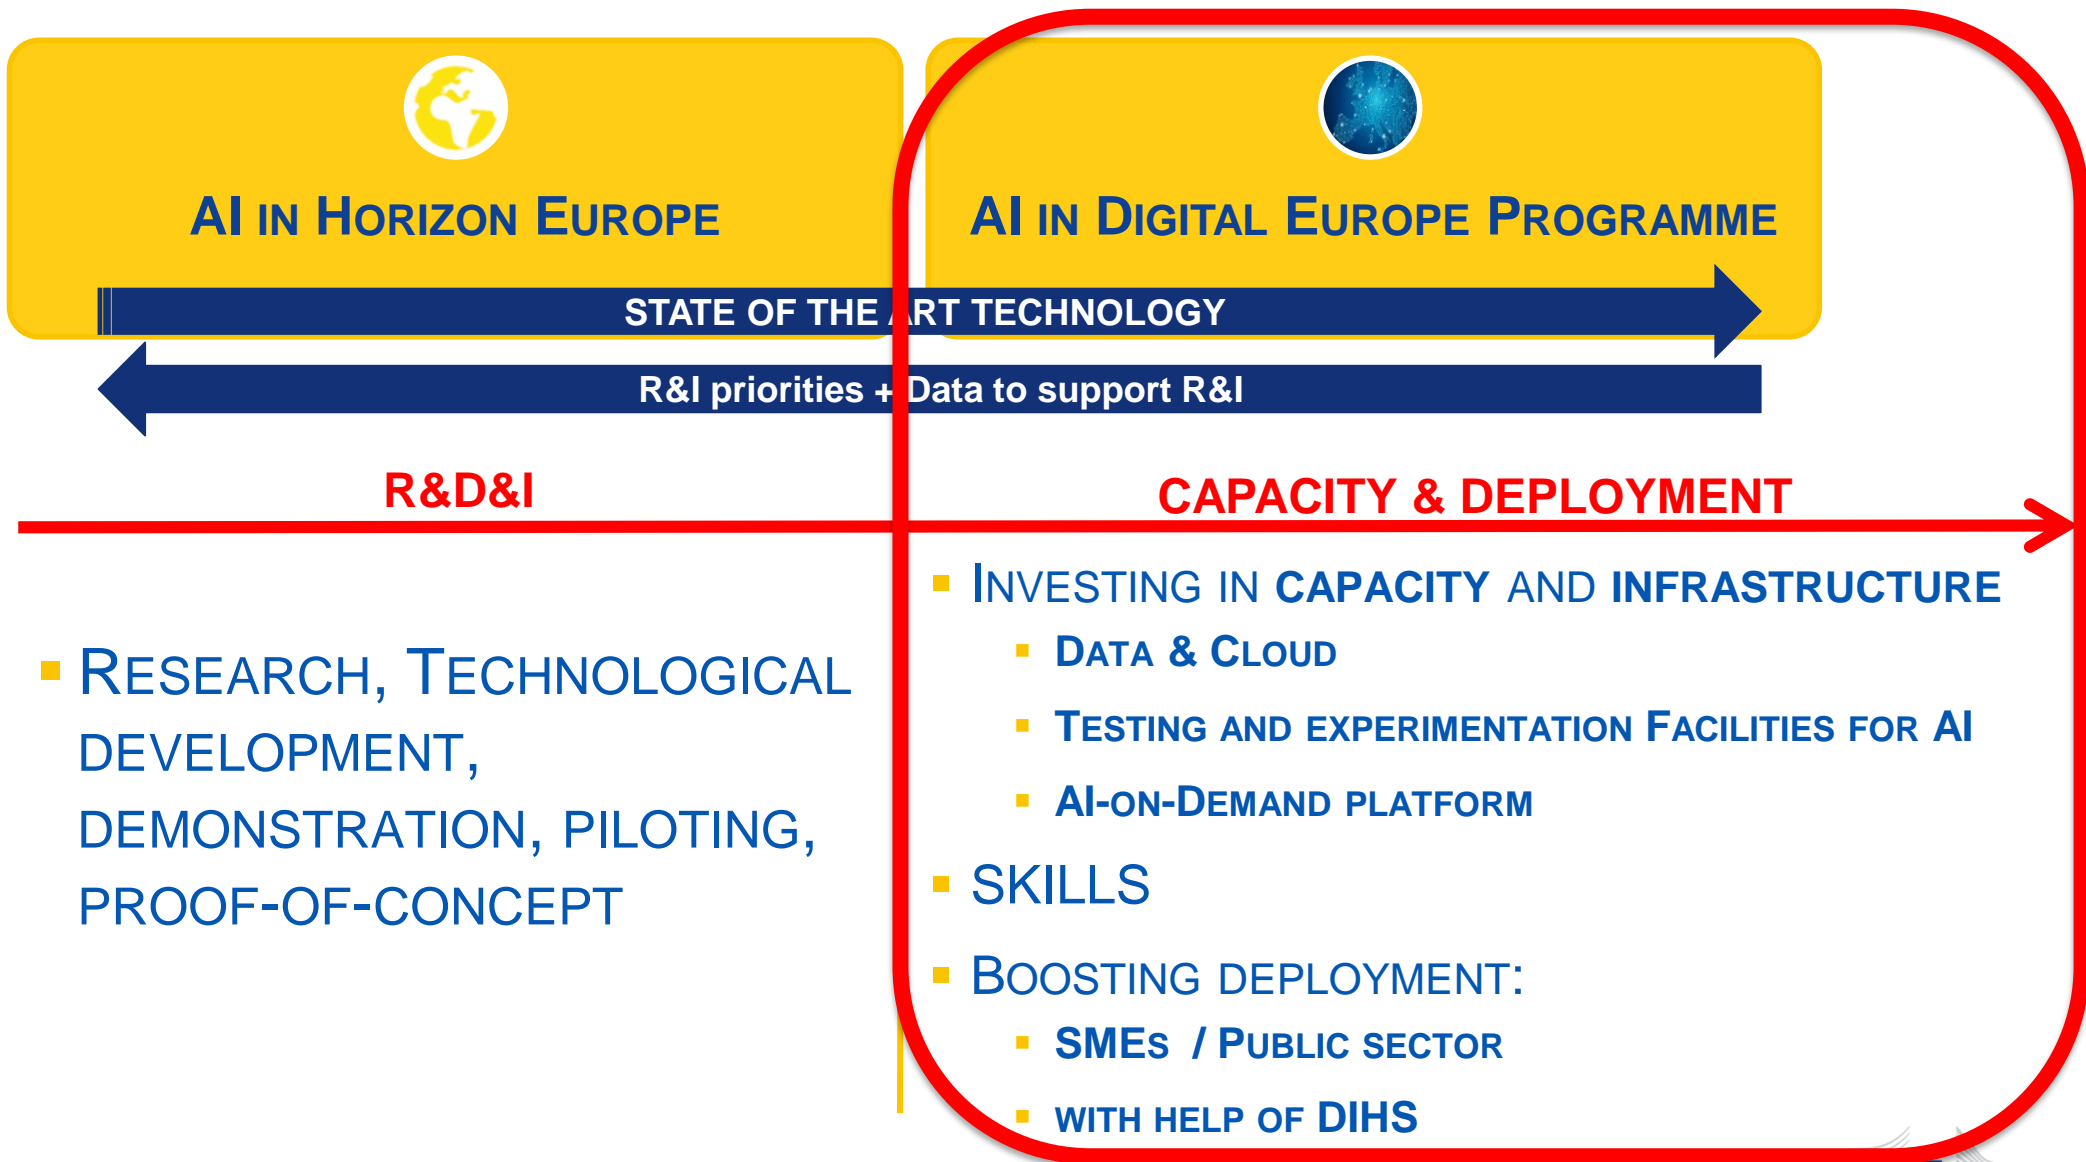 AI IN HORIZON EUROPE
AI IN DIGITAL EUROPE PROGRAMME
STATE OF THE ART TECHNOLOGY
R&I priorities + Data to support R&I
R&D&I
CAPACITY & DEPLOYMENT
RESEARCH, TECHNOLOGICAL
DEVELOPMENT,
DEMONSTRATION, PILOTING,
PROOF-OF-CONCEPT
INVESTING IN CAPACITY AND INFRASTRUCTURE
DATA & CLOUD
TESTING AND EXPERIMENTATION FACILITIES FOR AI
AI-ON-DEMAND PLATFORM
SKILLS
BOOSTING DEPLOYMENT:
SMES / PUBLIC SECTOR
WITH HELP OF DIHS